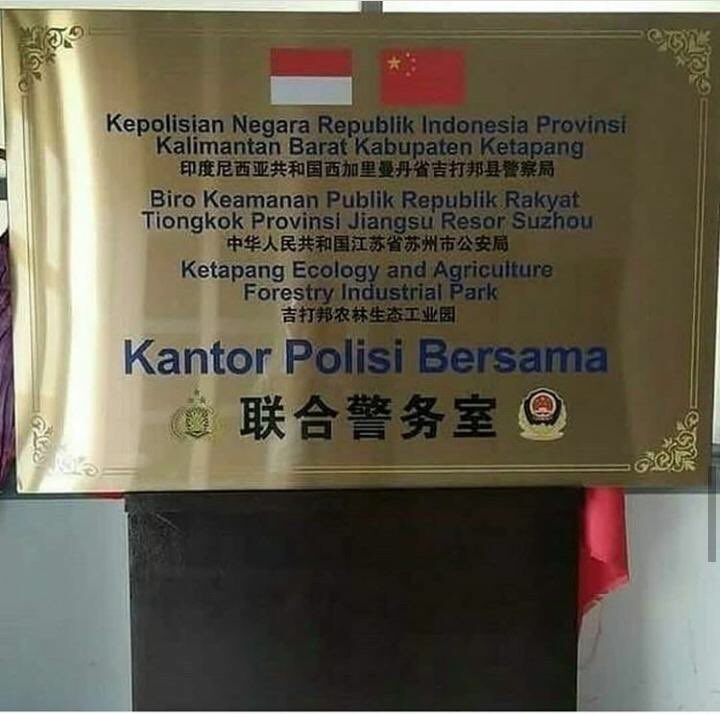 Kepolisian Negara Republik Indonesia Provinsi
Kalimantan Barat Kabupaten Ketapang
印度尼西亚共和国西加里曼丹省吉打邦县警察局
Biro Keamanan Publik Republik Rakyat
Tiongkok Provinsi Jiangsu Resor Suzhou
中华人民共和国江苏省苏州市公安局
Ketapang Ecology and Agriculture
Forestry Industrial Park
吉打邦农林生态工业园
Kantor Polisi Bersama
联合警务室